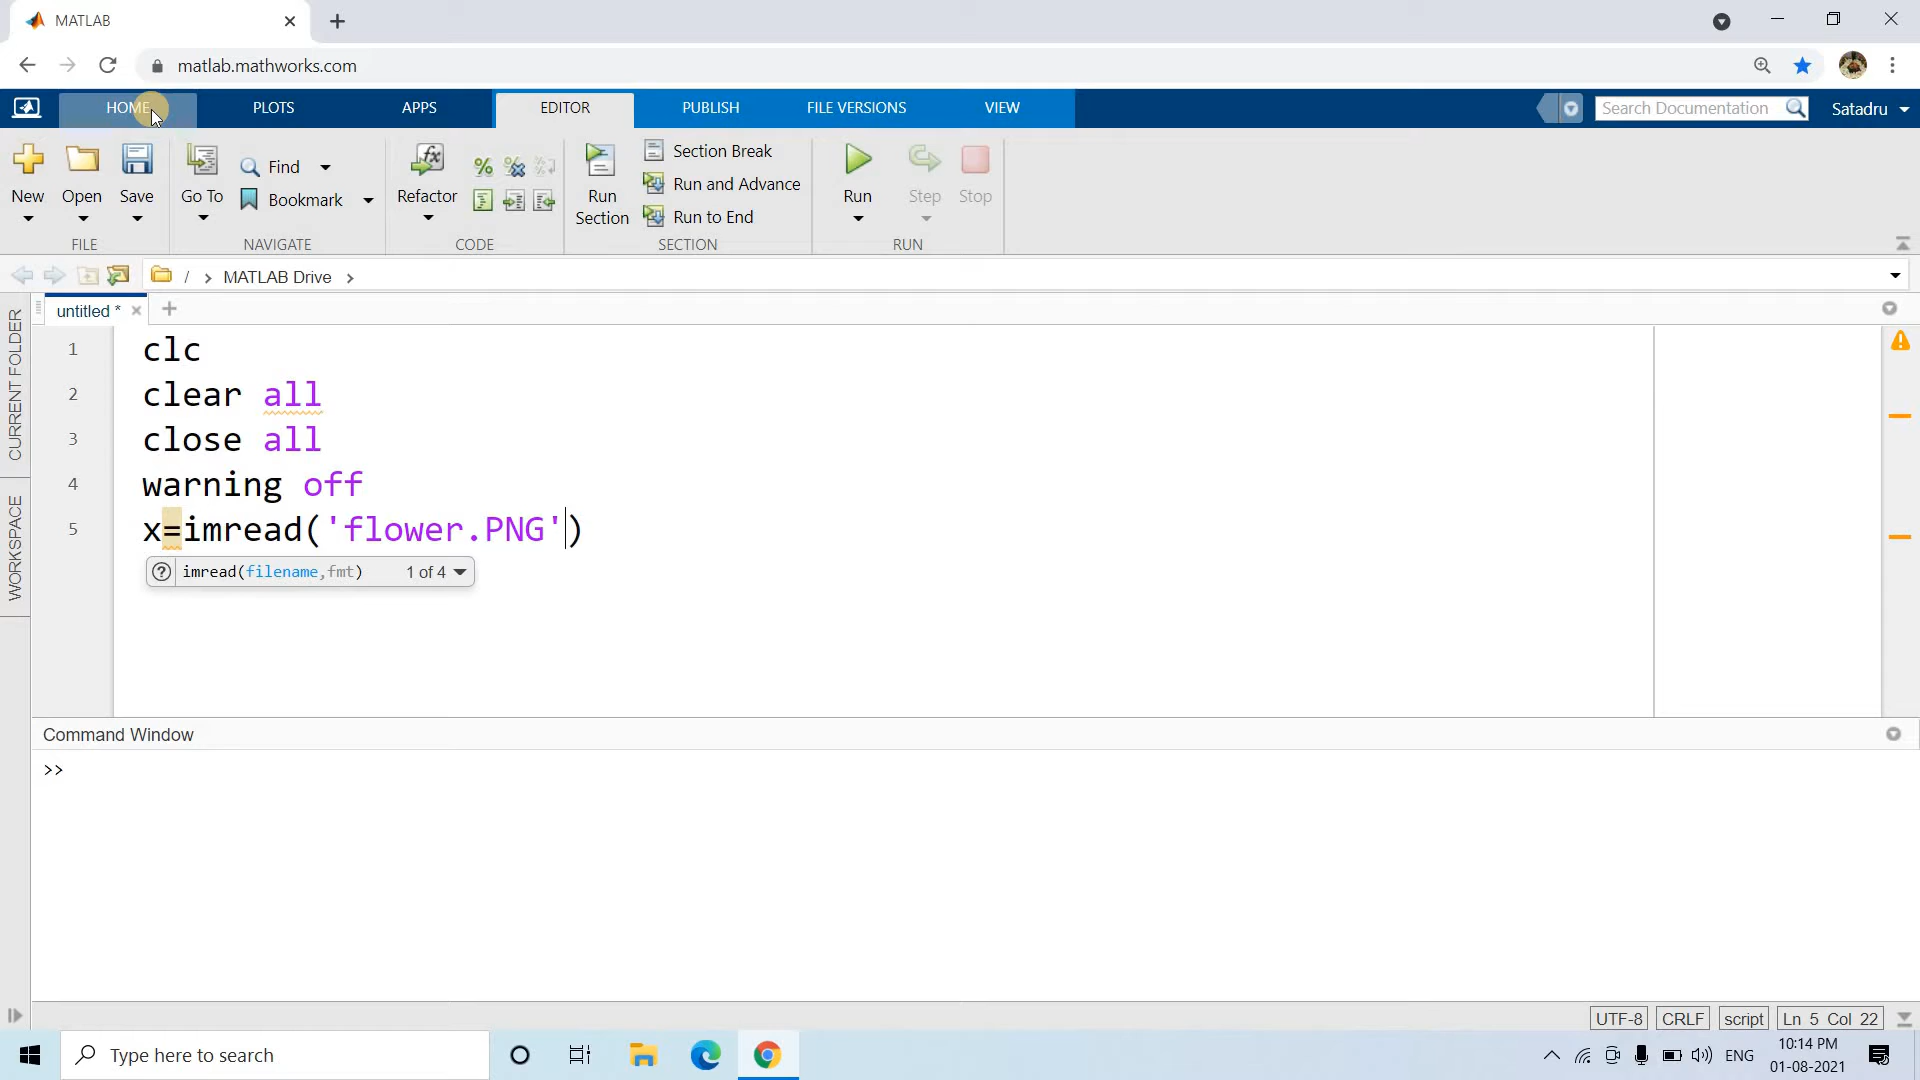 MATLAB
matlab.mathworks.com
HOME PLOTS APPS EDITOR PUBLISH FILE VERSIONS VIEW Search Documentation Satadru
New Open Save Go To Find Bookmark Refactor Run Section Section Break Run and Advance Run to End Run Step Stop
FILE NAVIGATE CODE SECTION RUN
/ > MATLAB Drive >
CURRENT FOLDER
WORKSPACE
untitled *
1 clc
2 clear all
3 close all
4 warning off
5 x=imread('flower.PNG')
imread(filename,fmt) 1 of 4
Command Window
>>
UTF-8 CRLF script Ln 5 Col 22
Type here to search
ENG
10:14 PM
01-08-2021